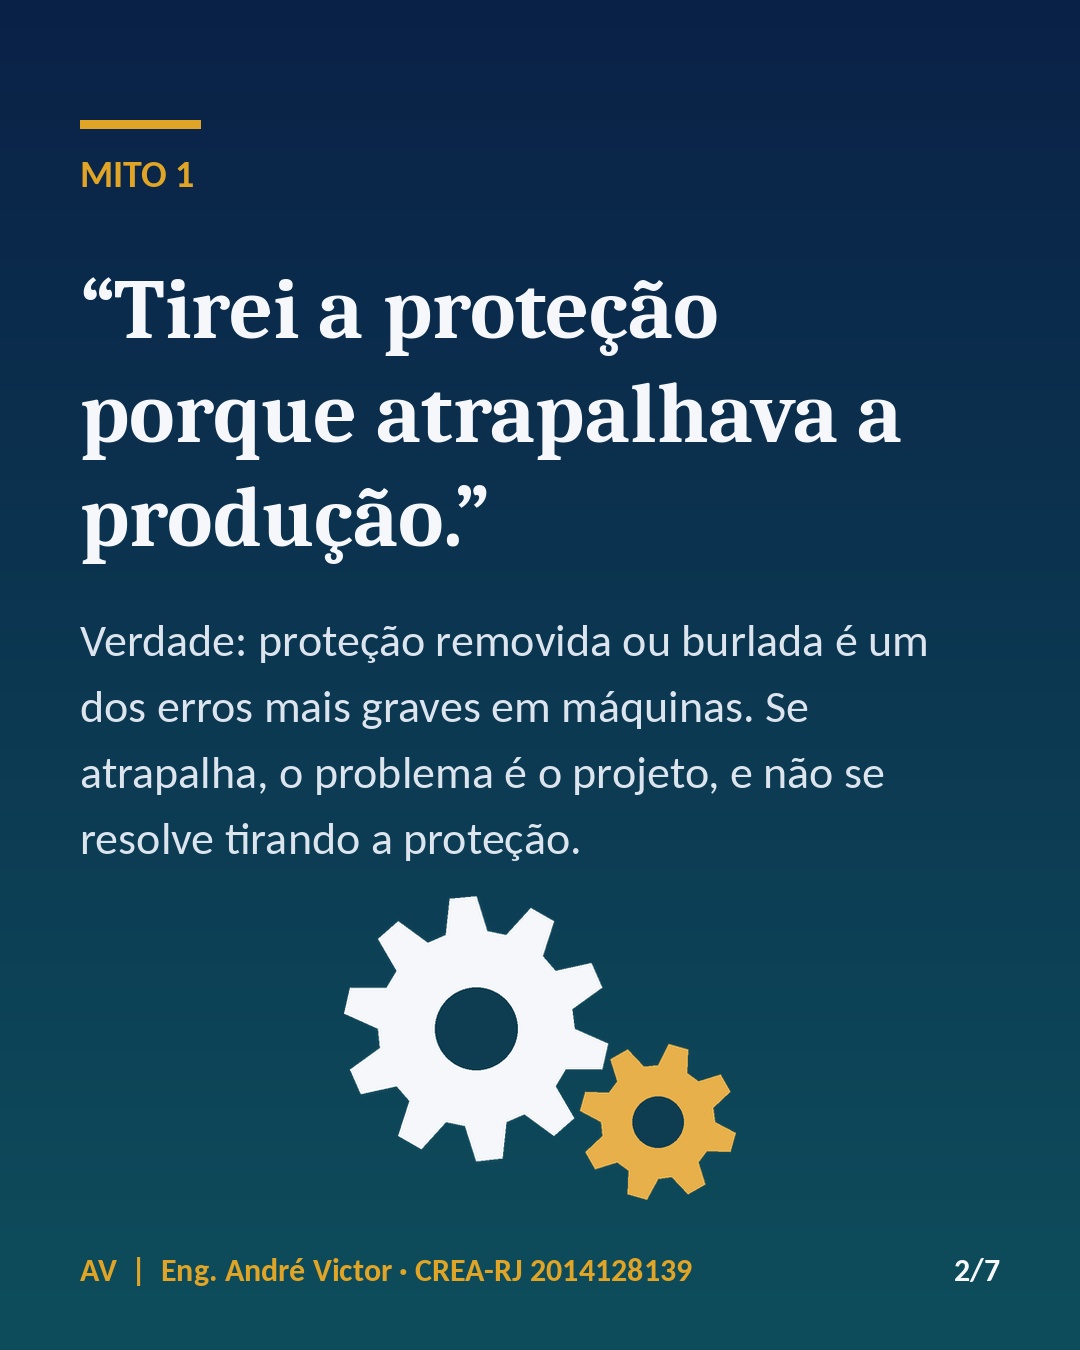 MITO 1
“Tirei a proteção
porque atrapalhava a
produção.”
Verdade: proteção removida ou burlada é um
dos erros mais graves em máquinas. Se
atrapalha, o problema é o projeto, e não se
resolve tirando a proteção.
AV | Eng. André Victor · CREA-RJ 2014128139
2/7